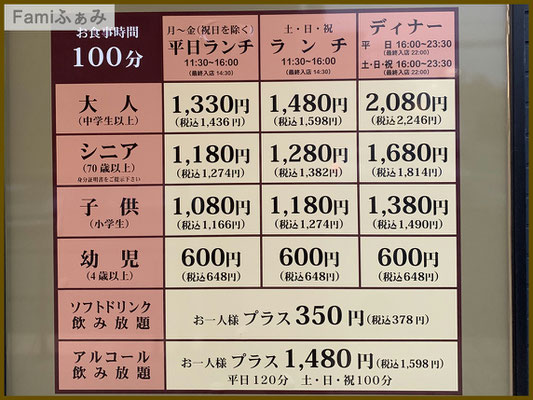 Famiふぁみ
お食事時間
100分
月～金(祝日を除く)
平日ランチ
11:30～16:00
(最終入店 14:30)
土・日・祝
ランチ
11:30～16:00
(最終入店 14:30)
ディナー
平 日 16:00～23:30
(最終入店 22:00)
土・日・祝 16:00～23:30
(最終入店 22:00)
大人
(中学生以上)
1,330円
(税込1,436円)
1,480円
(税込1,598円)
2,080円
(税込2,246円)
シニア
(70歳以上)
身分証明書をご提示下さい
1,180円
(税込1,274円)
1,280円
(税込1,382円)
1,680円
(税込1,814円)
子供
(小学生)
1,080円
(税込1,166円)
1,180円
(税込1,274円)
1,380円
(税込1,490円)
幼児
(4歳以上)
600円
(税込648円)
600円
(税込648円)
600円
(税込648円)
ソフトドリンク
飲み放題
お一人様 プラス 350円(税込378円)
アルコール
飲み放題
お一人様 プラス 1,480円(税込1,598円)
平日120分 土・日・祝100分